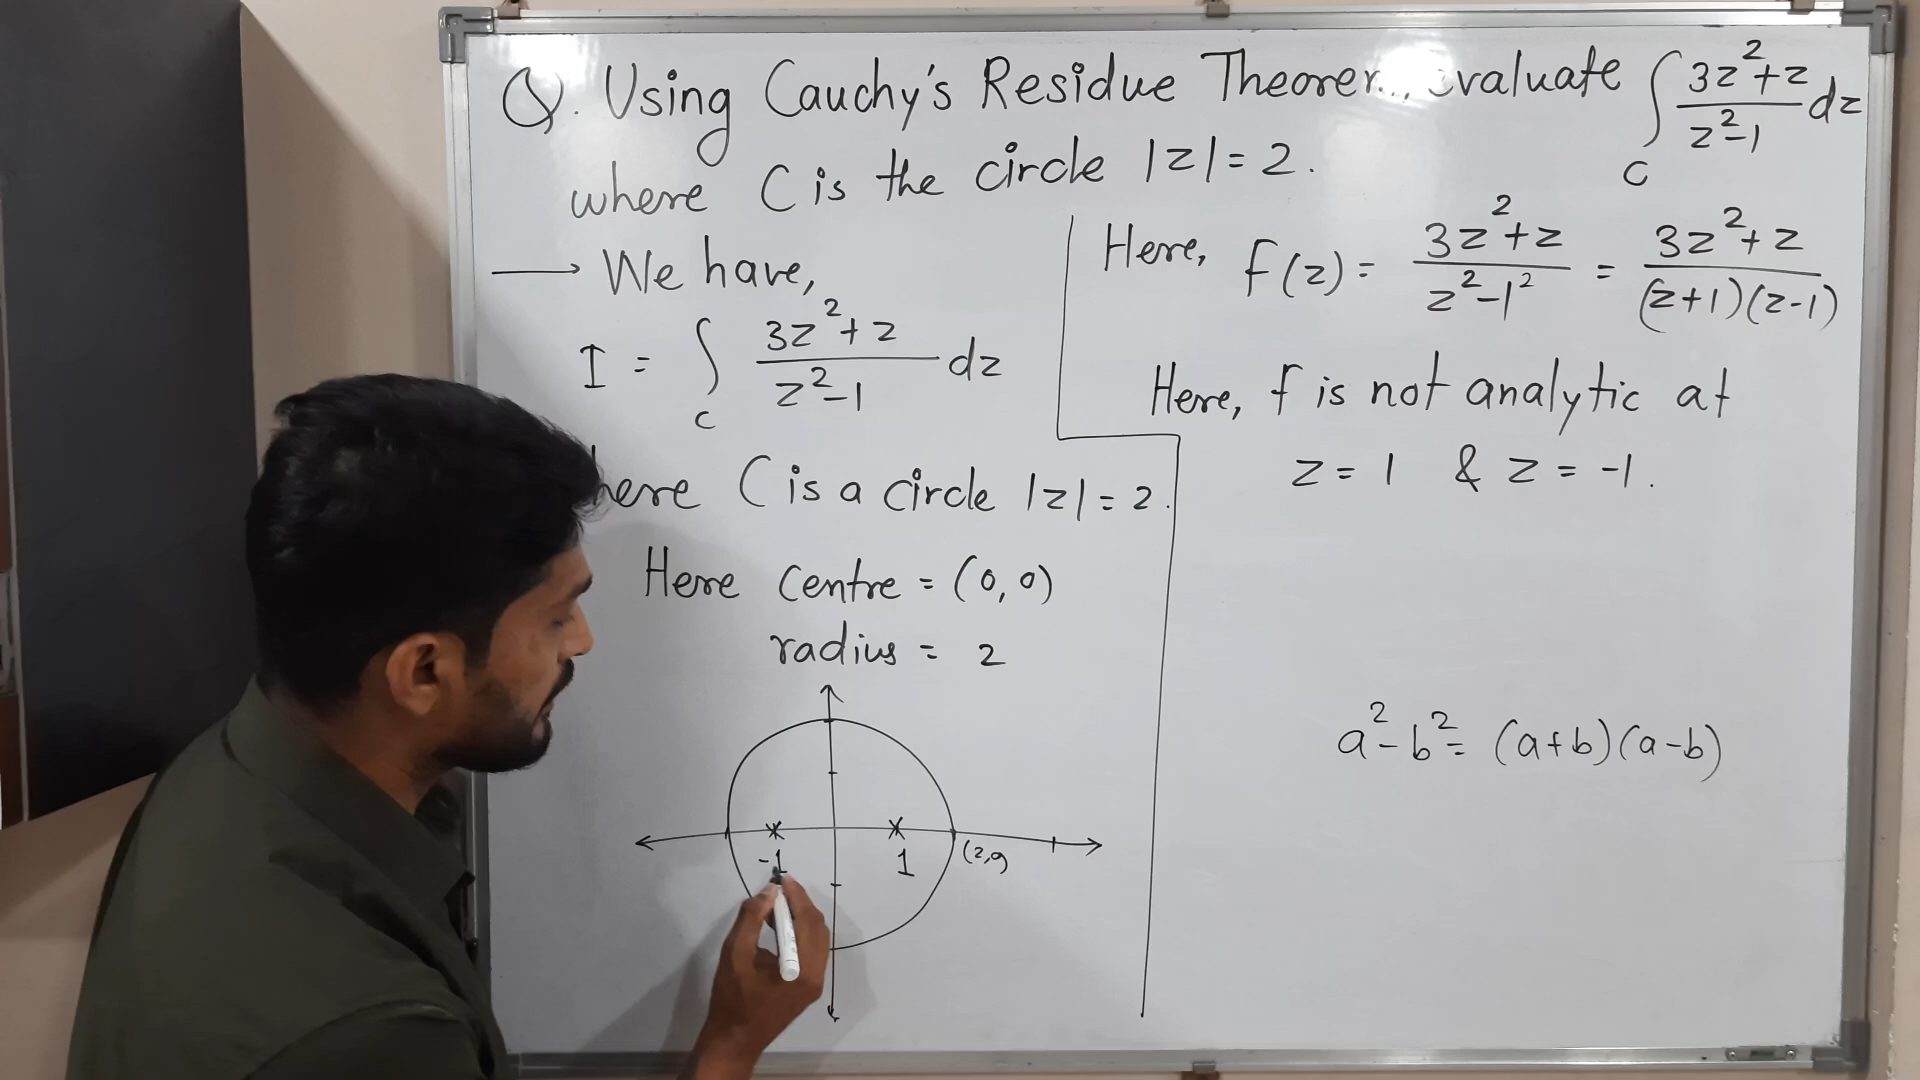 Q. Using Cauchy's Residue evaluate ∫_C (3z²+z)/(z²-1) dz
where C is the circle |z|=2.
→ We have,
I = ∫_C (3z²+z)/(z²-1) dz
C is a circle |z|=2.
Here Centre = (0,0)
radius = 2
-1 1 (2,0)
Here, f(z) = (3z²+z)/(z²-1²) = (3z²+z)/((z+1)(z-1))
Here, f is not analytic at
z = 1 & z = -1.
a²-b² = (a+b)(a-b)